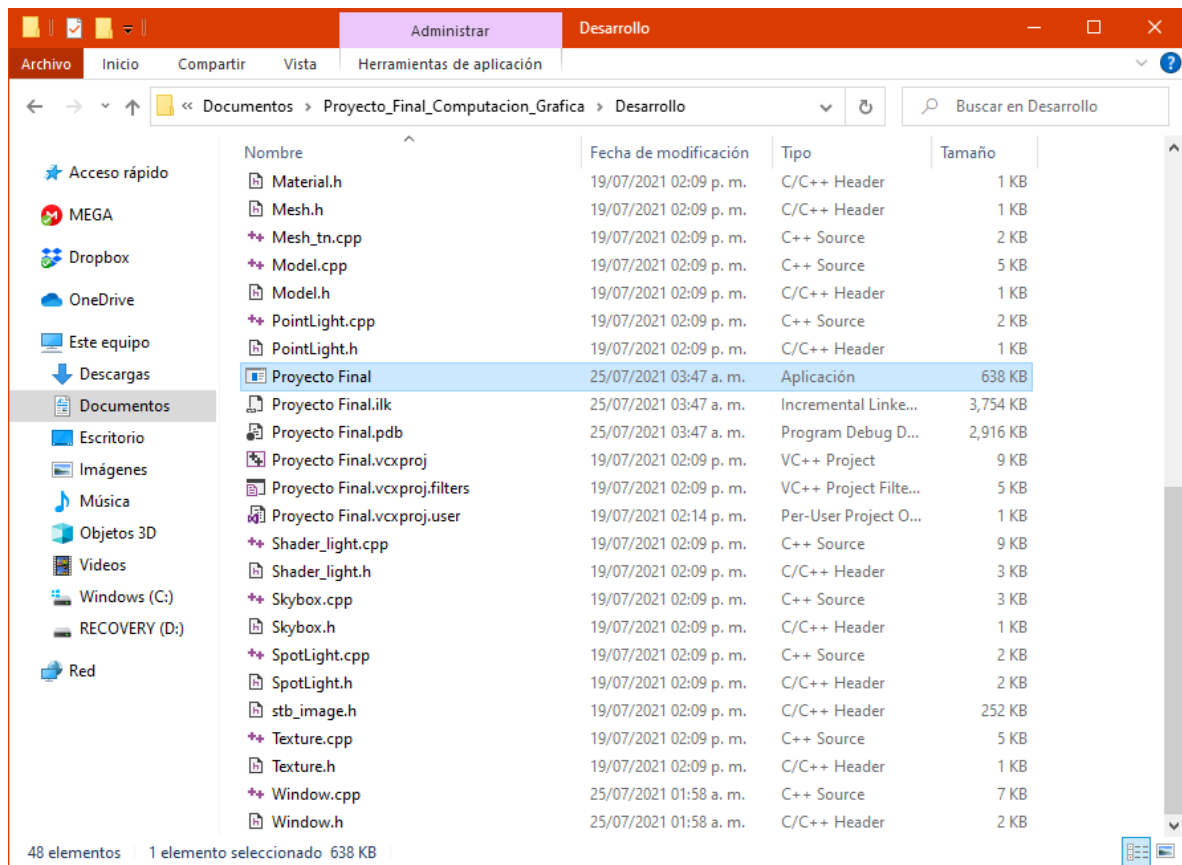 Administrar Desarrollo
Archivo Inicio Compartir Vista Herramientas de aplicación
« Documentos › Proyecto_Final_Computacion_Grafica › Desarrollo Buscar en Desarrollo
Acceso rápido
MEGA
Dropbox
OneDrive
Este equipo
Descargas
Documentos
Escritorio
Imágenes
Música
Objetos 3D
Videos
Windows (C:)
RECOVERY (D:)
Red
Nombre Fecha de modificación Tipo Tamaño
Material.h 19/07/2021 02:09 p. m. C/C++ Header 1 KB
Mesh.h 19/07/2021 02:09 p. m. C/C++ Header 1 KB
Mesh_tn.cpp 19/07/2021 02:09 p. m. C++ Source 2 KB
Model.cpp 19/07/2021 02:09 p. m. C++ Source 5 KB
Model.h 19/07/2021 02:09 p. m. C/C++ Header 1 KB
PointLight.cpp 19/07/2021 02:09 p. m. C++ Source 2 KB
PointLight.h 19/07/2021 02:09 p. m. C/C++ Header 1 KB
Proyecto Final 25/07/2021 03:47 a. m. Aplicación 638 KB
Proyecto Final.ilk 25/07/2021 03:47 a. m. Incremental Linke... 3,754 KB
Proyecto Final.pdb 25/07/2021 03:47 a. m. Program Debug D... 2,916 KB
Proyecto Final.vcxproj 19/07/2021 02:09 p. m. VC++ Project 9 KB
Proyecto Final.vcxproj.filters 19/07/2021 02:09 p. m. VC++ Project Filte... 5 KB
Proyecto Final.vcxproj.user 19/07/2021 02:14 p. m. Per-User Project O... 1 KB
Shader_light.cpp 19/07/2021 02:09 p. m. C++ Source 9 KB
Shader_light.h 19/07/2021 02:09 p. m. C/C++ Header 3 KB
Skybox.cpp 19/07/2021 02:09 p. m. C++ Source 3 KB
Skybox.h 19/07/2021 02:09 p. m. C/C++ Header 1 KB
SpotLight.cpp 19/07/2021 02:09 p. m. C++ Source 2 KB
SpotLight.h 19/07/2021 02:09 p. m. C/C++ Header 2 KB
stb_image.h 19/07/2021 02:09 p. m. C/C++ Header 252 KB
Texture.cpp 19/07/2021 02:09 p. m. C++ Source 5 KB
Texture.h 19/07/2021 02:09 p. m. C/C++ Header 1 KB
Window.cpp 25/07/2021 01:58 a. m. C++ Source 7 KB
Window.h 25/07/2021 01:58 a. m. C/C++ Header 2 KB
48 elementos 1 elemento seleccionado 638 KB